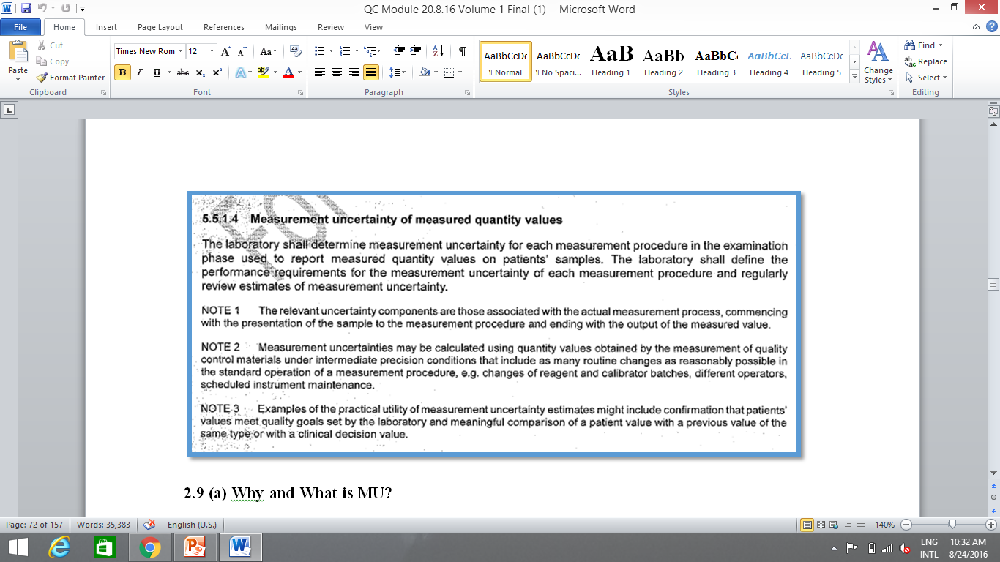 QC Module 20.8.16 Volume 1 Final (1) - Microsoft Word
File Home Insert Page Layout References Mailings Review View
Paste
Cut
Copy
Format Painter
Clipboard
Times New Rom 12
Font
Paragraph
AaBbCcDc AaBbCcDc AaB AaBb AaBbC AaBbCcD AaBbCcDc
¶ Normal ¶ No Spaci... Heading 1 Heading 2 Heading 3 Heading 4 Heading 5
Change
Styles
Styles
Find
Replace
Select
Editing
5.5.1.4 Measurement uncertainty of measured quantity values
The laboratory shall determine measurement uncertainty for each measurement procedure in the examination
phase used to report measured quantity values on patients' samples. The laboratory shall define the
performance requirements for the measurement uncertainty of each measurement procedure and regularly
review estimates of measurement uncertainty.
NOTE 1 The relevant uncertainty components are those associated with the actual measurement process, commencing
with the presentation of the sample to the measurement procedure and ending with the output of the measured value.
NOTE 2 Measurement uncertainties may be calculated using quantity values obtained by the measurement of quality
control materials under intermediate precision conditions that include as many routine changes as reasonably possible in
the standard operation of a measurement procedure, e.g. changes of reagent and calibrator batches, different operators,
scheduled instrument maintenance.
NOTE 3 Examples of the practical utility of measurement uncertainty estimates might include confirmation that patients'
values meet quality goals set by the laboratory and meaningful comparison of a patient value with a previous value of the
same type or with a clinical decision value.
2.9 (a) Why and What is MU?
Page: 72 of 157 Words: 35,383 English (U.S.) 140%
ENG 10:32 AM
INTL 8/24/2016